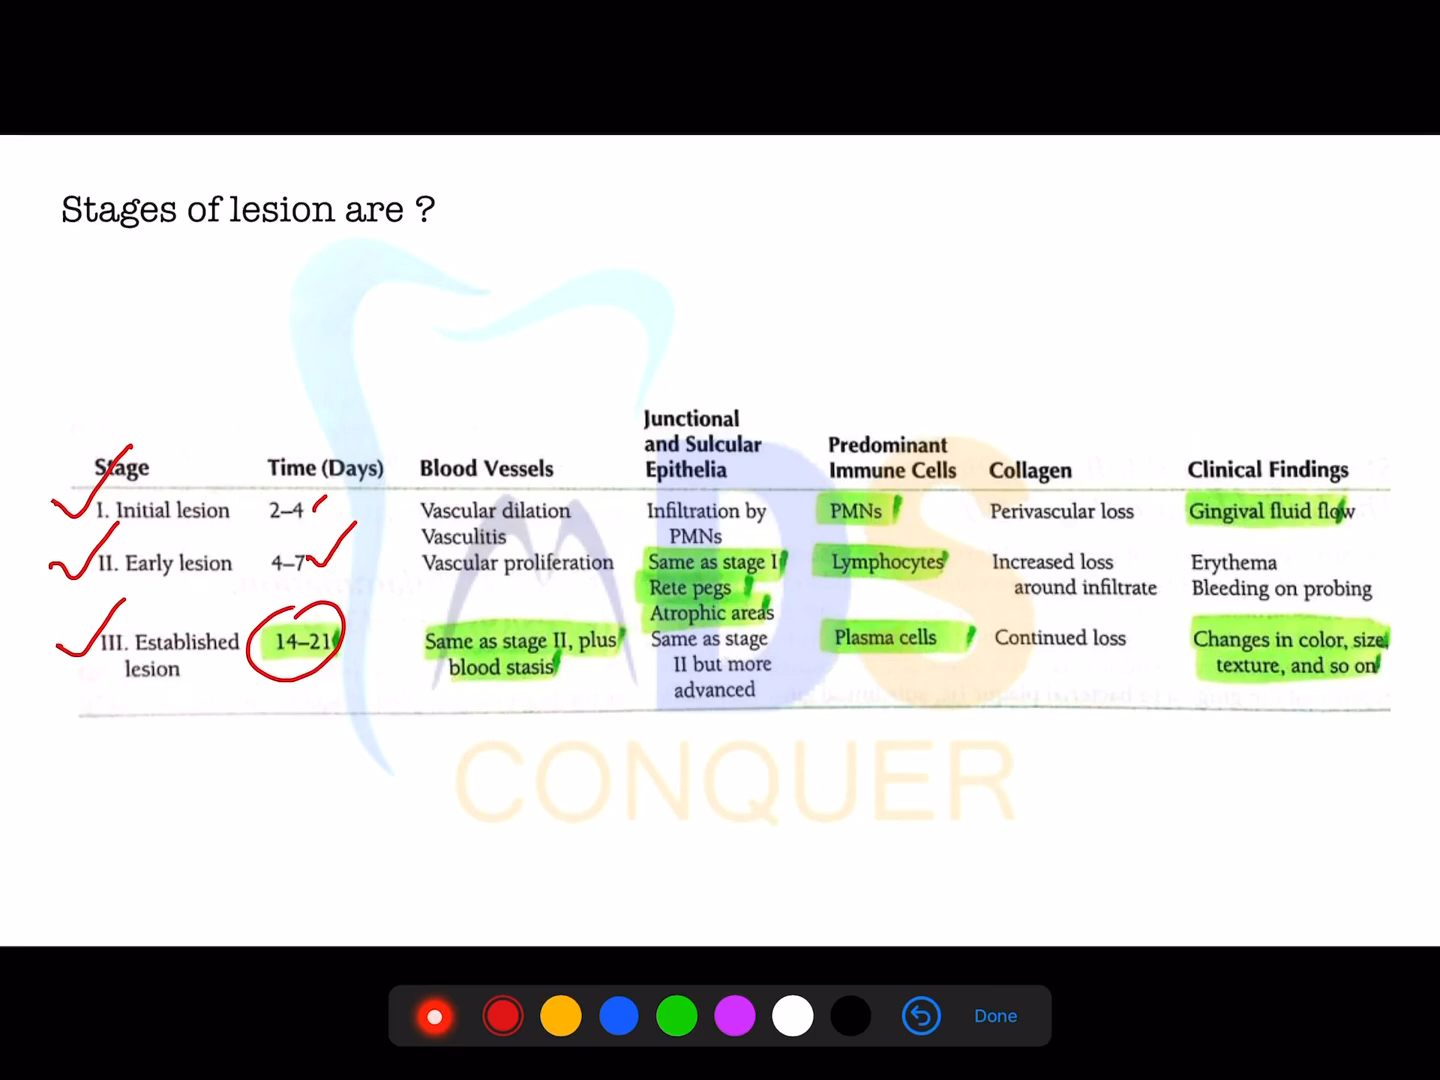 Stages of lesion are ?
Junctional
and Sulcular
Epithelia
Predominant
Immune Cells
Stage Time (Days) Blood Vessels Collagen Clinical Findings
I. Initial lesion 2–4 Vascular dilation Infiltration by PMNs Perivascular loss Gingival fluid flow
Vasculitis PMNs
II. Early lesion 4–7 Vascular proliferation Same as stage I Lymphocytes Increased loss Erythema
Rete pegs around infiltrate Bleeding on probing
Atrophic areas
III. Established 14–21 Same as stage II, plus Same as stage Plasma cells Continued loss Changes in color, size,
lesion blood stasis II but more texture, and so on
advanced
MDS
CONQUER
Done